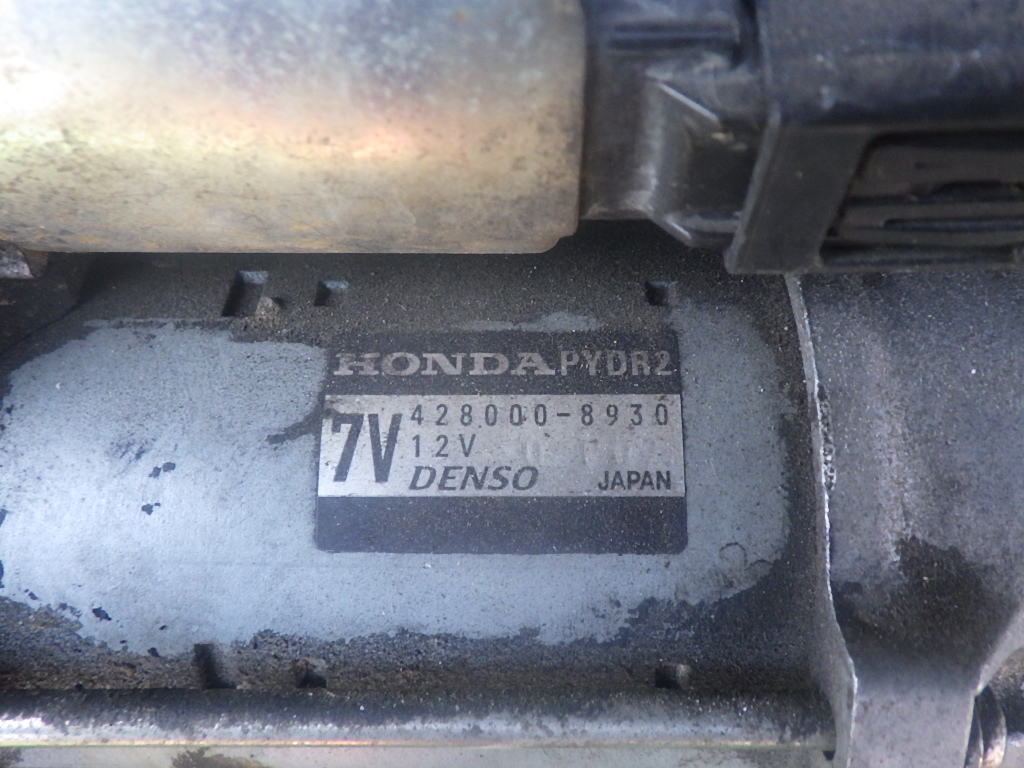 HONDA PYDR2
7V 428000-8930
12V
DENSO JAPAN